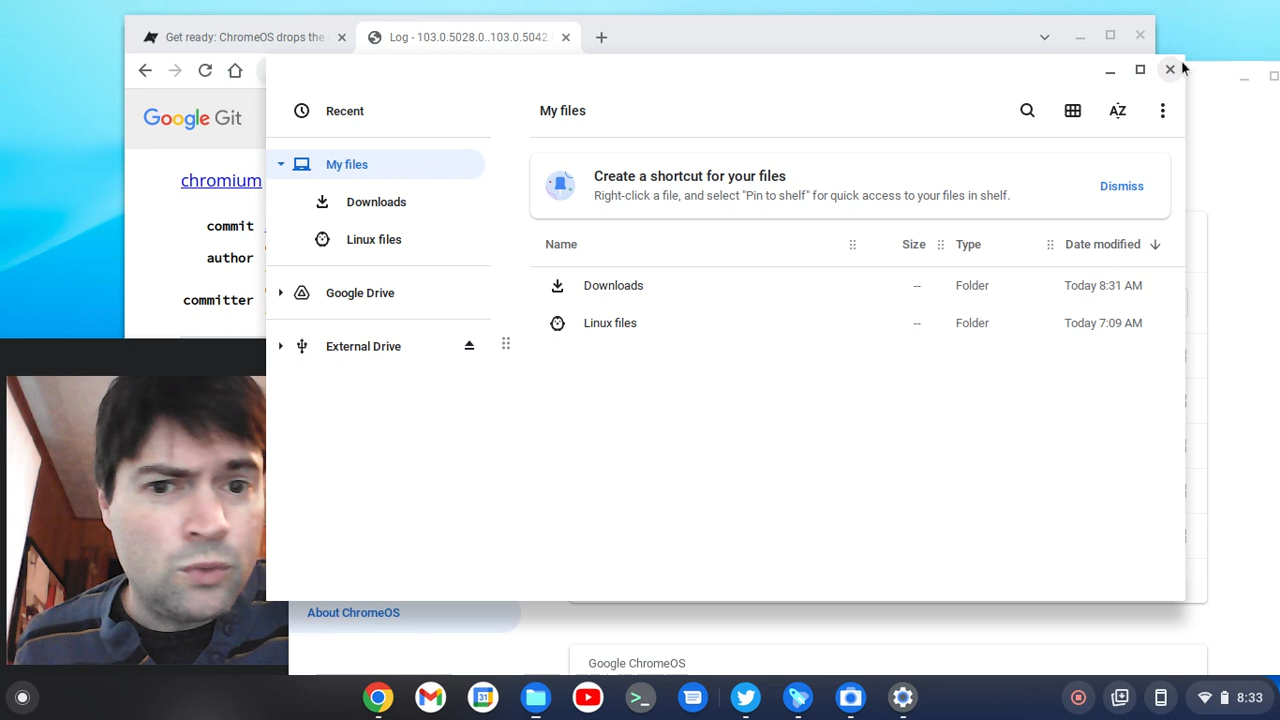 Get ready: ChromeOS drops the
Log - 103.0.5028.0..103.0.5042.
Google Git
chromium
commit
author
committer
Recent
My files
Downloads
Linux files
Google Drive
External Drive
My files
AZ
Create a shortcut for your files
Right-click a file, and select "Pin to shelf" for quick access to your files in shelf.
Dismiss
Name Size Type Date modified
Downloads -- Folder Today 8:31 AM
Linux files -- Folder Today 7:09 AM
About ChromeOS
Google ChromeOS
31
8:33